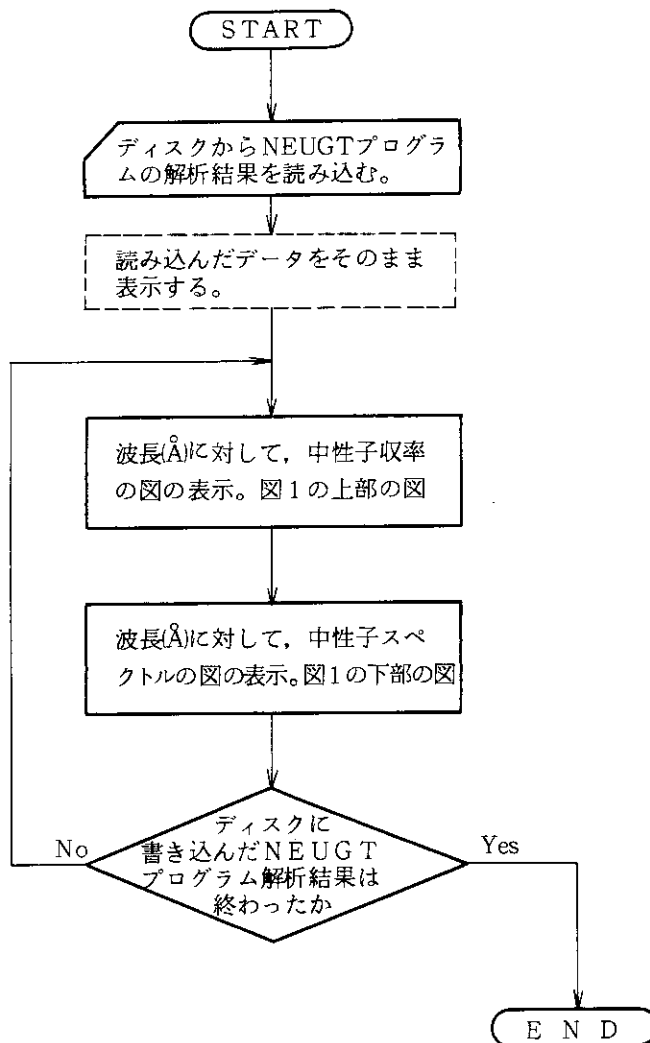 START
ディスクからNEUGTプログラ
ムの解析結果を読み込む。
読み込んだデータをそのまま
表示する。
波長(Å)に対して，中性子収率
の図の表示。図1の上部の図
波長(Å)に対して，中性子スペ
クトルの図の表示。図1の下部の図
ディスクに
書き込んだNEUGT
プログラム解析結果は
終わったか
No
Yes
END